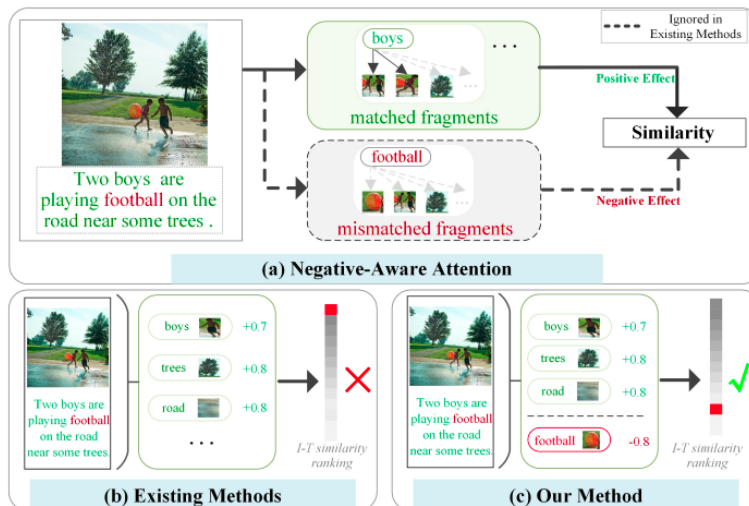 Two boys are
playing football on the
road near some trees .
boys
...
matched fragments
football
mismatched fragments
Ignored in
Existing Methods
Positive Effect
Similarity
Negative Effect
(a) Negative-Aware Attention
Two boys are
playing football
on the road
near some trees.
boys +0.7
trees +0.8
road +0.8
...
I-T similarity
ranking
(b) Existing Methods
Two boys are
playing football
on the road
near some trees.
boys +0.7
trees +0.8
road +0.8
football -0.8
I-T similarity
ranking
(c) Our Method